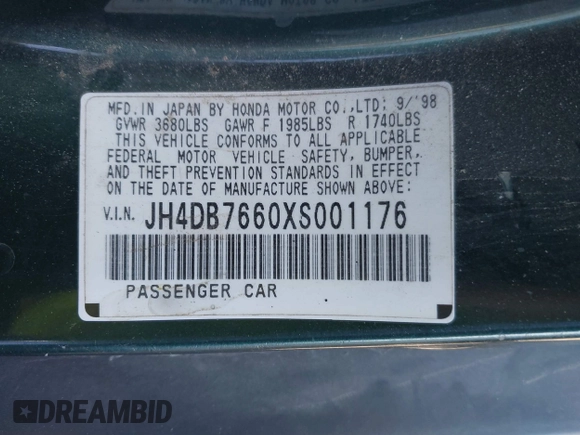 MFD. IN JAPAN BY HONDA MOTOR CO.,LTD: 9/'98
GVWR 3680LBS GAWR F 1985LBS R 1740LBS
THIS VEHICLE CONFORMS TO ALL APPLICABLE
FEDERAL MOTOR VEHICLE SAFETY, BUMPER,
AND THEFT PREVENTION STANDARDS IN EFFECT
ON THE DATE OF MANUFACTURE SHOWN ABOVE:
V.I.N. JH4DB7660XS001176
PASSENGER CAR
DREAMBID